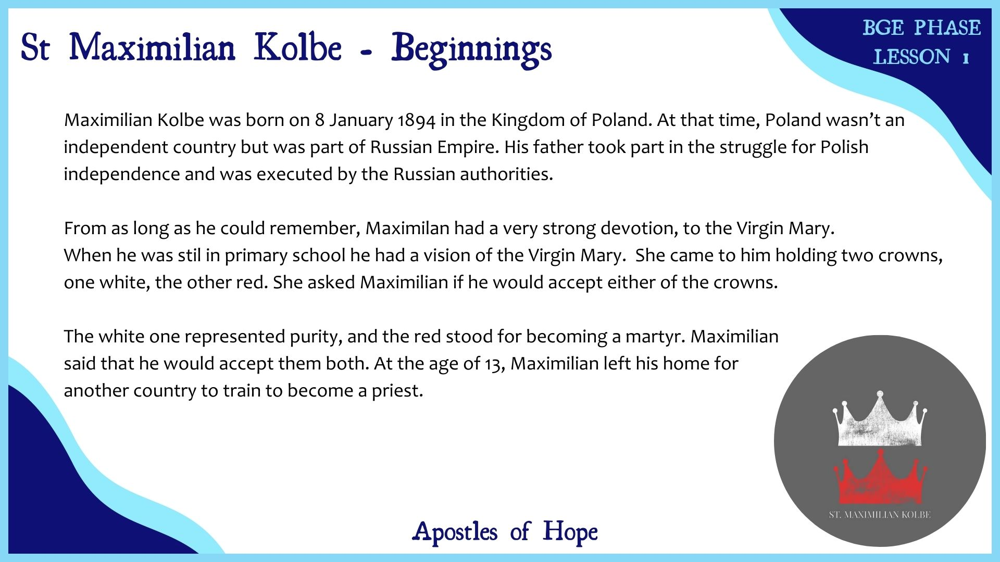 St Maximilian Kolbe - Beginnings
BGE PHASE
LESSON 1
Maximilian Kolbe was born on 8 January 1894 in the Kingdom of Poland. At that time, Poland wasn’t an
independent country but was part of Russian Empire. His father took part in the struggle for Polish
independence and was executed by the Russian authorities.
From as long as he could remember, Maximilan had a very strong devotion, to the Virgin Mary.
When he was stil in primary school he had a vision of the Virgin Mary.  She came to him holding two crowns,
one white, the other red. She asked Maximilian if he would accept either of the crowns.
The white one represented purity, and the red stood for becoming a martyr. Maximilian
said that he would accept them both. At the age of 13, Maximilian left his home for
another country to train to become a priest.
ST. MAXIMILIAN KOLBE
Apostles of Hope